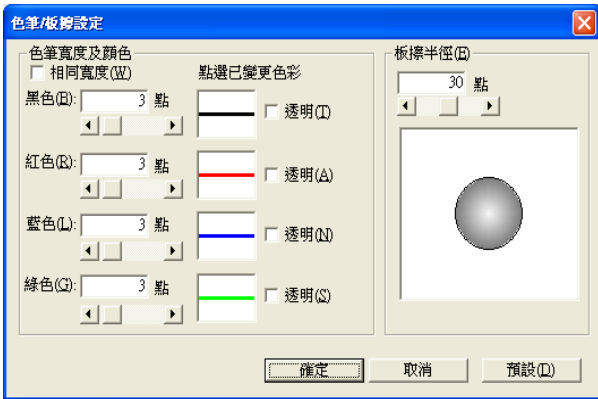 色筆/板擦設定
色筆寬度及顏色
相同寬度(W) 點選已變更色彩
黑色(B): 3 點 透明(T)
紅色(R): 3 點 透明(A)
藍色(L): 3 點 透明(N)
綠色(G): 3 點 透明(S)
板擦半徑(E)
30 點
確定 取消 預設(D)